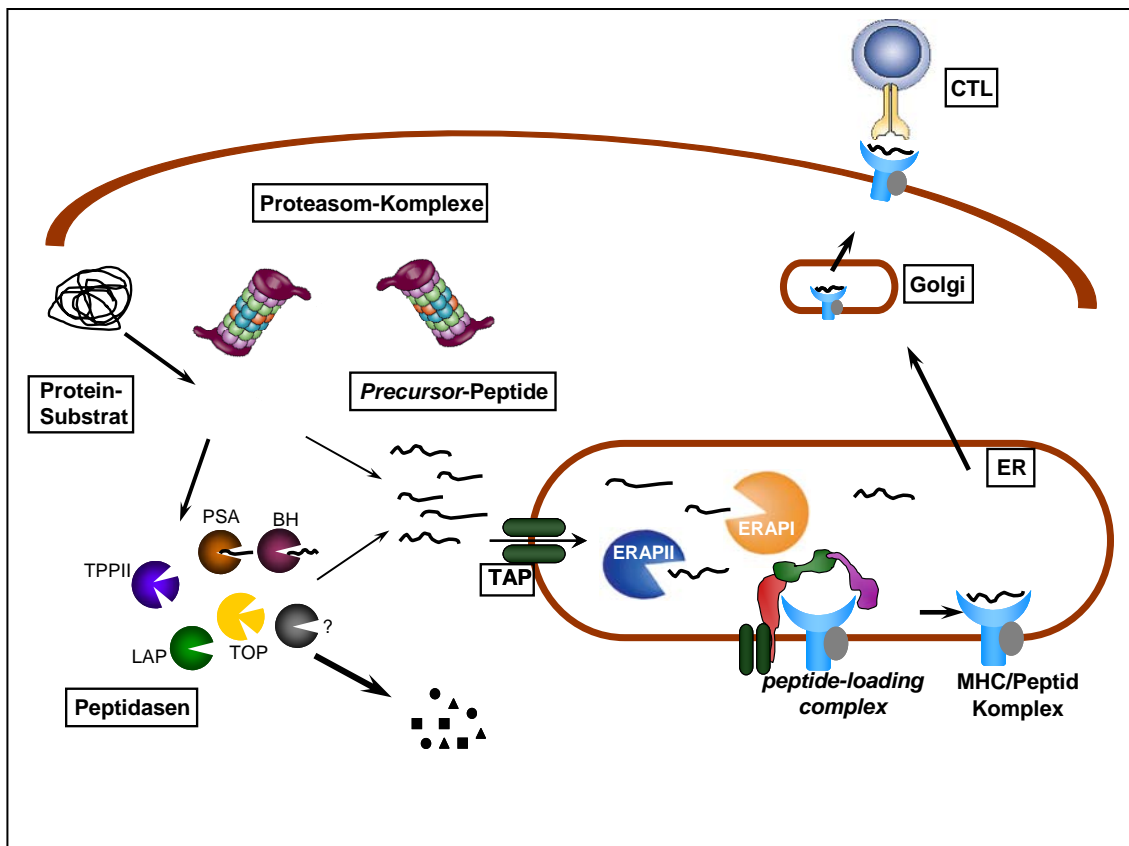 CTL
Proteasom-Komplexe
Golgi
Protein-
Substrat
Precursor-Peptide
ER
PSA
BH
ERAPI
TPPII
ERAPII
TAP
?
LAP
TOP
peptide-loading
complex
MHC/Peptid
Komplex
Peptidasen